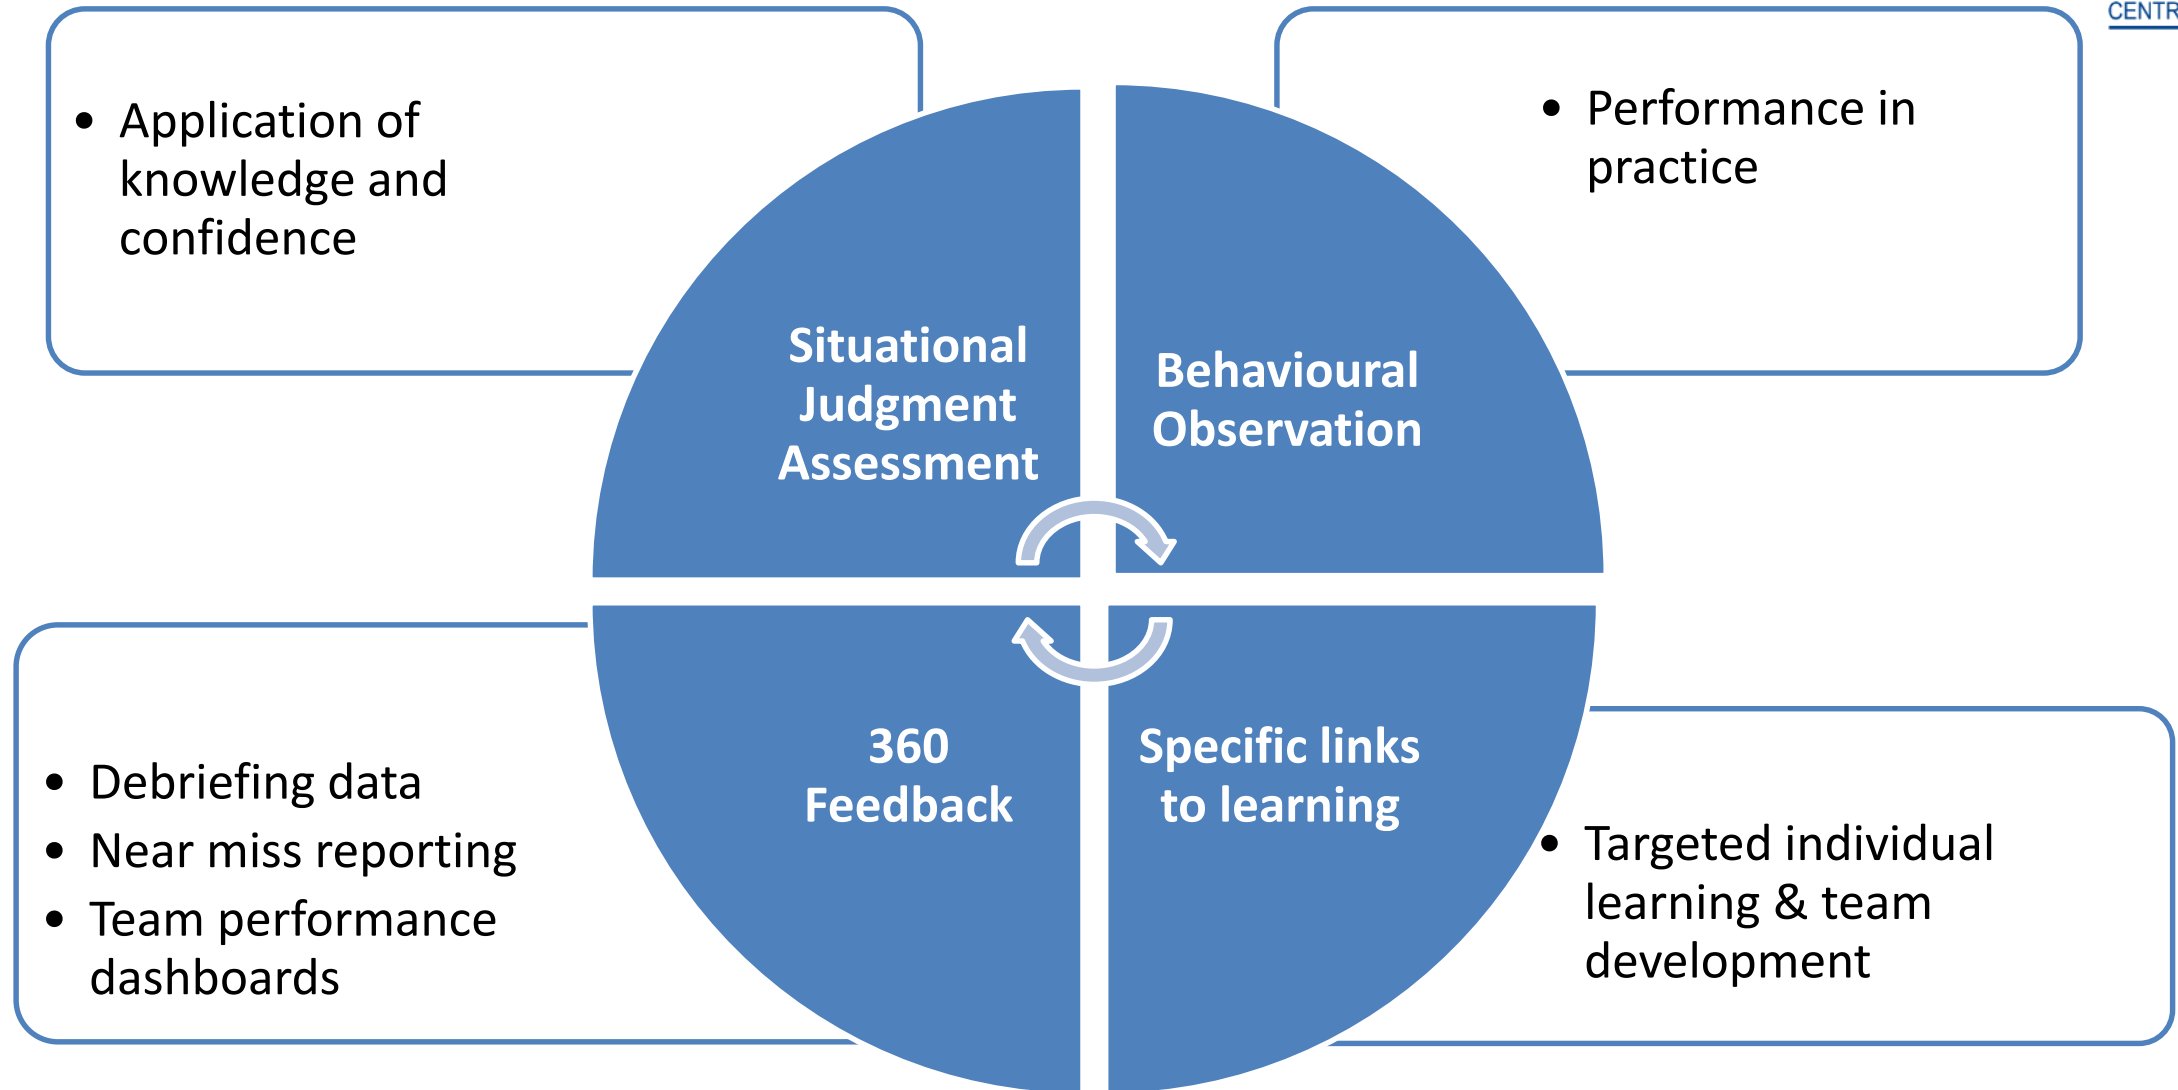 CENTR
• Application of
knowledge and
confidence
• Performance in
practice
Situational
Judgment
Assessment
Behavioural
Observation
360
Feedback
Specific links
to learning
• Debriefing data
• Near miss reporting
• Team performance
dashboards
• Targeted individual
learning & team
development